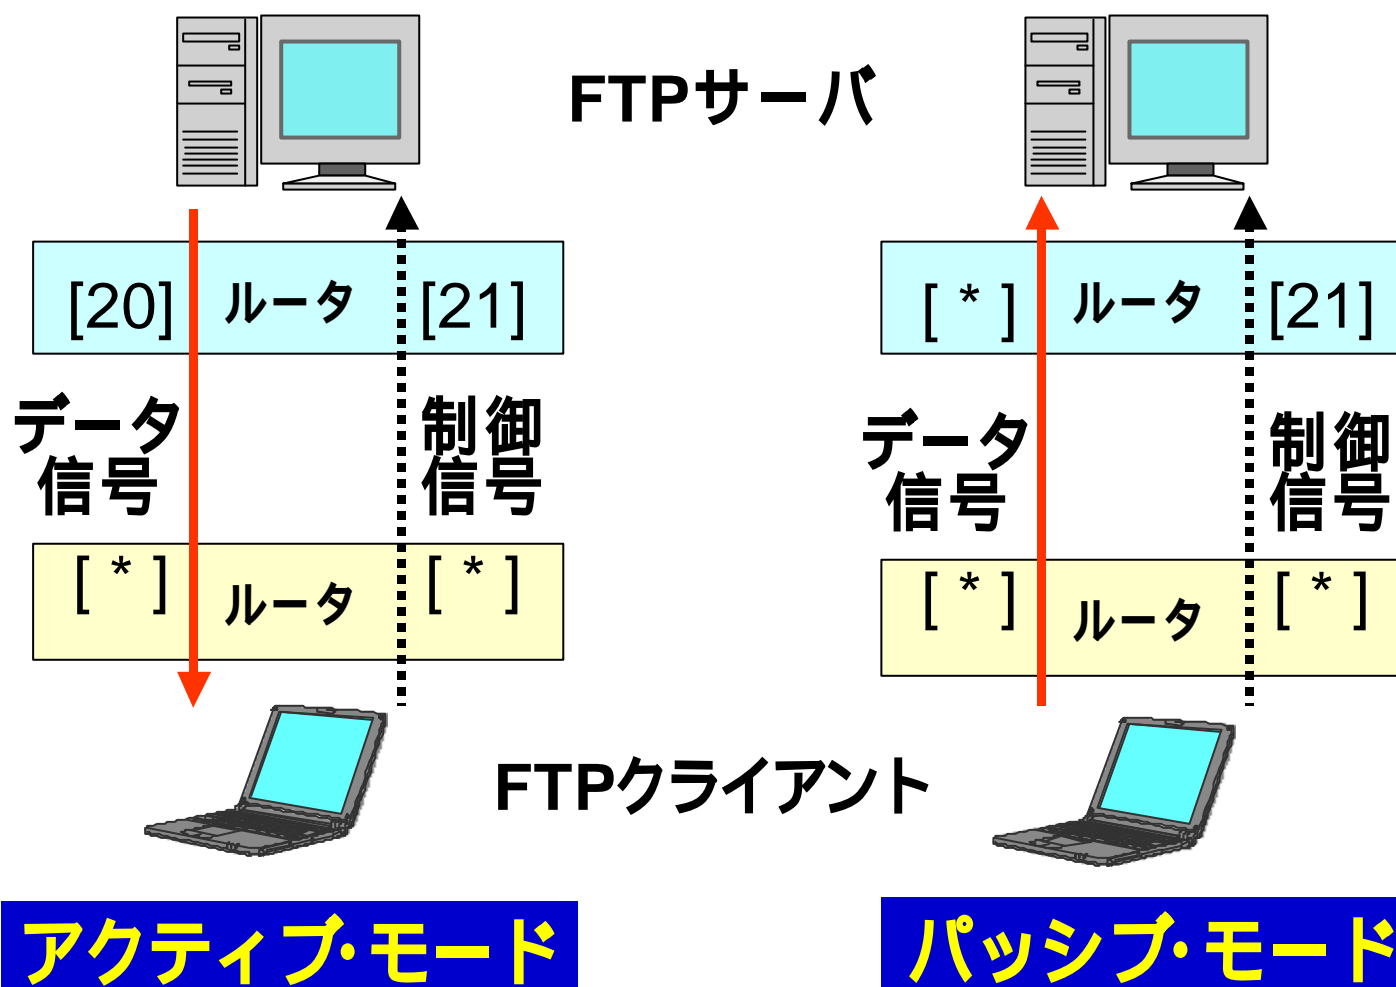 FTPサーバ
[20] ルータ [21]
[ * ] ルータ [21]
データ
信号
制御
信号
データ
信号
制御
信号
[ * ] ルータ [ * ]
[ * ] ルータ [ * ]
FTPクライアント
アクティブ・モード
パッシブ・モード